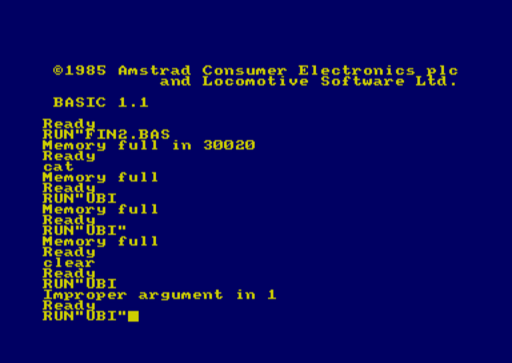 ©1985 Amstrad Consumer Electronics plc
and Locomotive Software Ltd.
BASIC 1.1
Ready
RUN"FIN2.BAS
Memory full in 30020
Ready
cat
Memory full
Ready
RUN"UBI
Memory full
Ready
RUN"UBI"
Memory full
Ready
clear
Ready
RUN"UBI
Improper argument in 1
Ready
RUN"UBI"